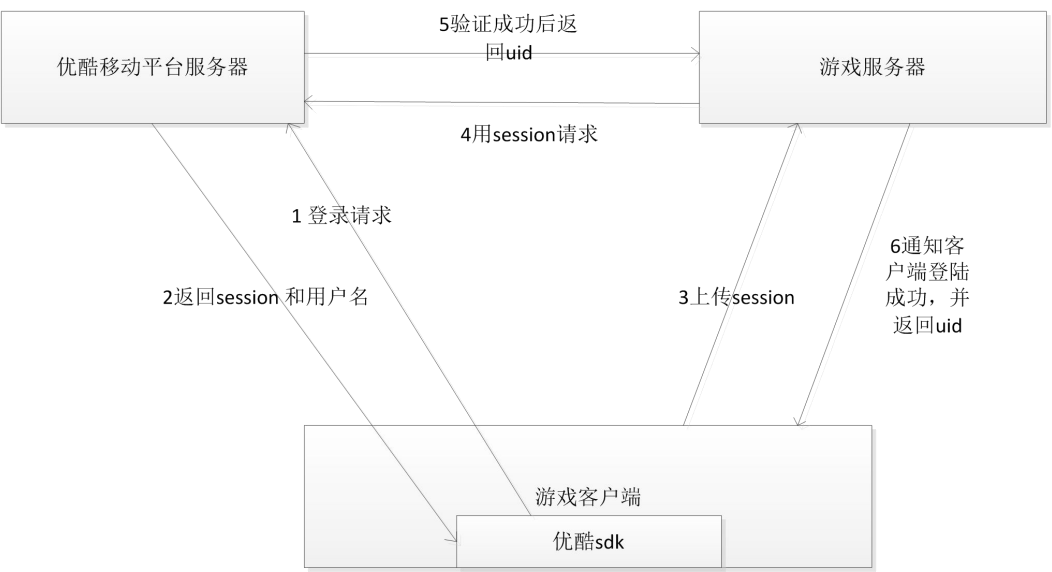 5验证成功后返
回uid
优酷移动平台服务器
游戏服务器
4用session请求
1 登录请求
2返回session 和用户名
3上传session
6通知客
户端登陆
成功，并
返回uid
游戏客户端
优酷sdk